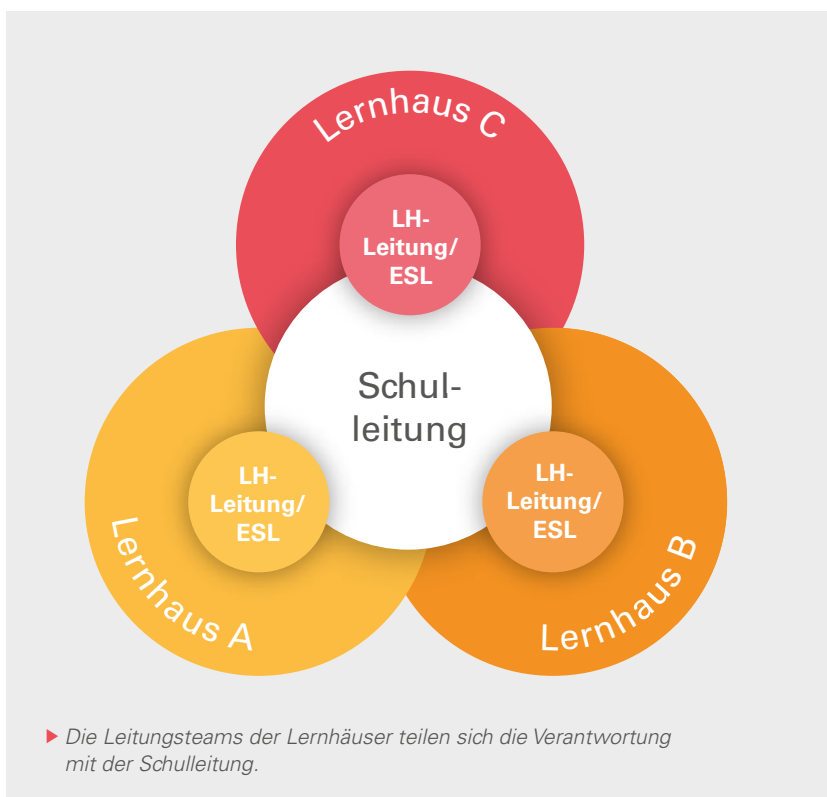 Lernhaus C
LH-
Leitung/
ESL
Schul-
leitung
LH-
Leitung/
ESL
LH-
Leitung/
ESL
Lernhaus A
Lernhaus B
Die Leitungsteams der Lernhäuser teilen sich die Verantwortung
mit der Schulleitung.